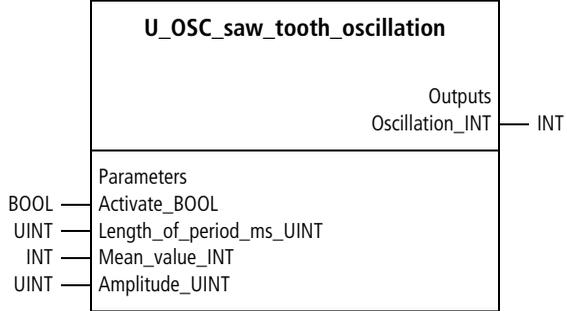 U_OSC_saw_tooth_oscillation
Outputs
Oscillation_INT INT
Parameters
BOOL Activate_BOOL
UINT Length_of_period_ms_UINT
INT Mean_value_INT
UINT Amplitude_UINT